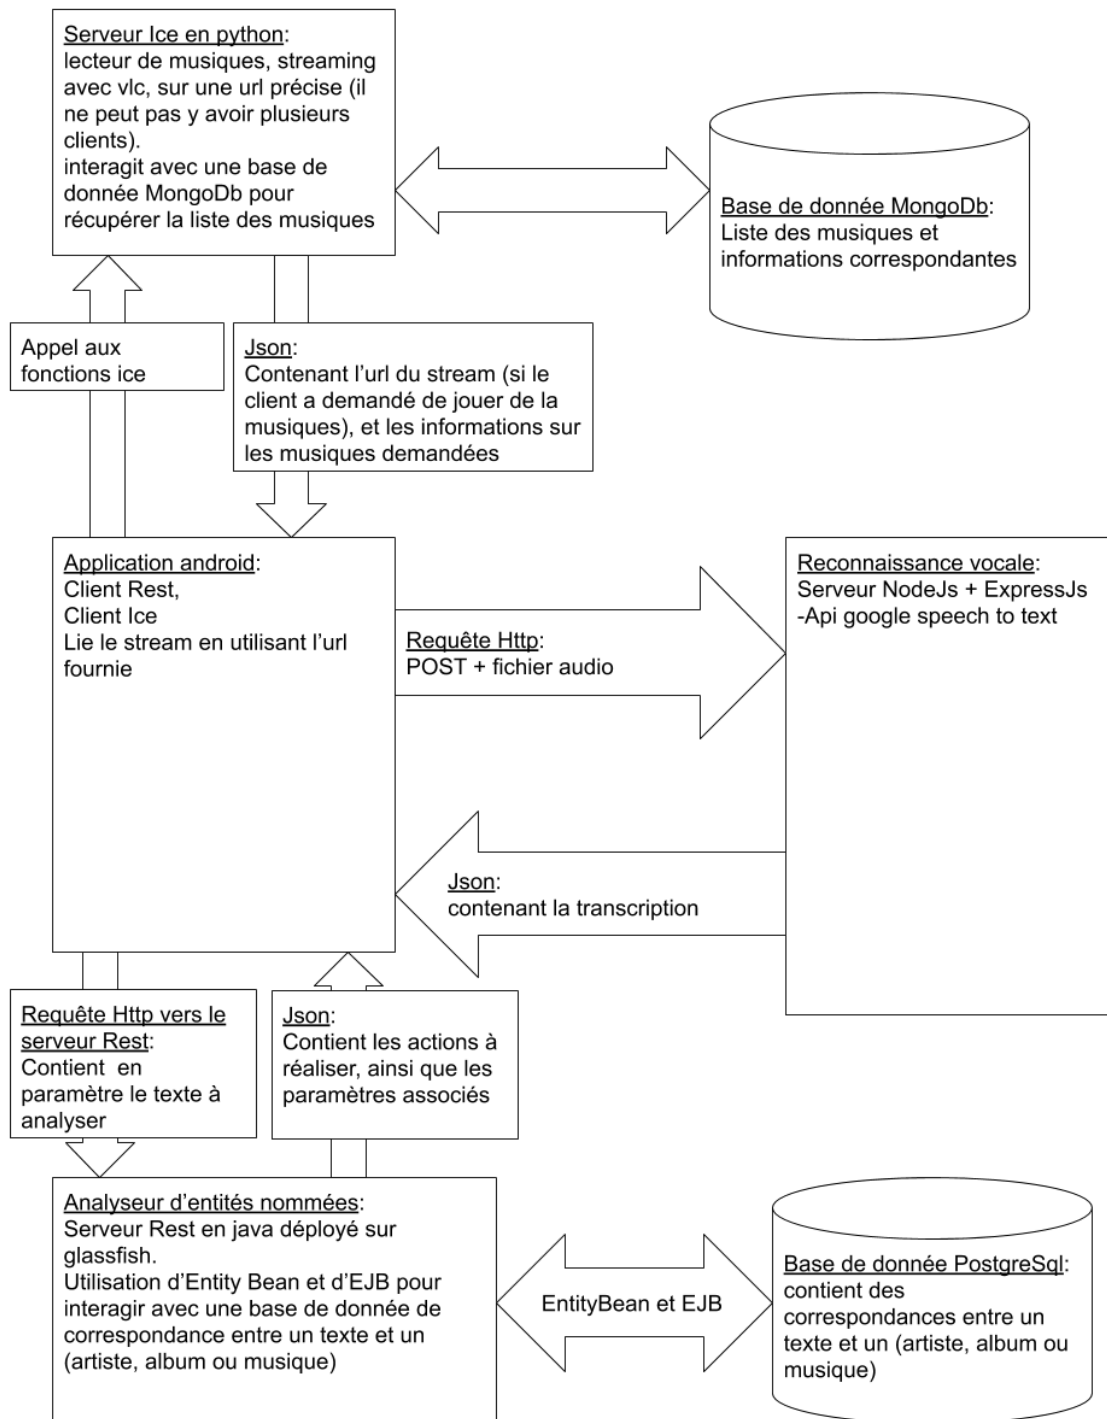 Serveur Ice en python:
lecteur de musiques, streaming
avec vlc, sur une url précise (il
ne peut pas y avoir plusieurs
clients).
interagit avec une base de
donnée MongoDb pour
récupérer la liste des musiques
Base de donnée MongoDb:
Liste des musiques et
informations correspondantes
Appel aux
fonctions ice
Json:
Contenant l'url du stream (si le
client a demandé de jouer de la
musiques), et les informations sur
les musiques demandées
Application android:
Client Rest,
Client Ice
Lie le stream en utilisant l'url
fournie
Requête Http:
POST + fichier audio
Reconnaissance vocale:
Serveur NodeJs + ExpressJs
-Api google speech to text
Json:
contenant la transcription
Requête Http vers le
serveur Rest:
Contient en
paramètre le texte à
analyser
Json:
Contient les actions à
réaliser, ainsi que les
paramètres associés
Analyseur d'entités nommées:
Serveur Rest en java déployé sur
glassfish.
Utilisation d'Entity Bean et d'EJB pour
interagir avec une base de donnée de
correspondance entre un texte et un
(artiste, album ou musique)
EntityBean et EJB
Base de donnée PostgreSql:
contient des
correspondances entre un
texte et un (artiste, album ou
musique)